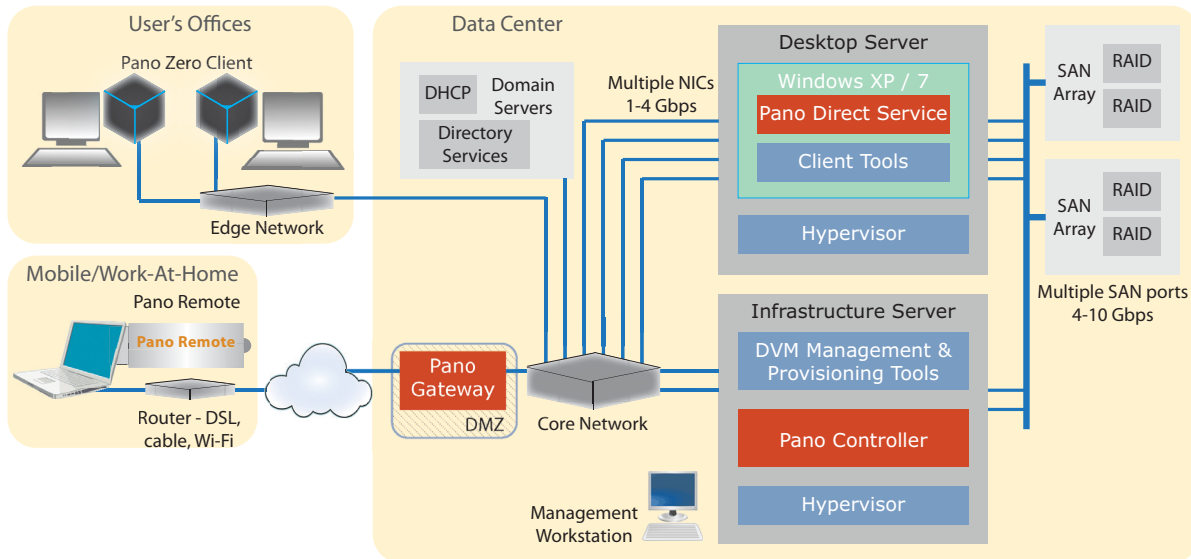 User's Offices
Pano Zero Client
Edge Network
Mobile/Work-At-Home
Pano Remote
Pano Remote
Router - DSL,
cable, Wi-Fi
Data Center
DHCP
Domain
Servers
Directory
Services
Multiple NICs
1-4 Gbps
Pano
Gateway
DMZ
Core Network
Management
Workstation
Desktop Server
Windows XP / 7
Pano Direct Service
Client Tools
Hypervisor
Infrastructure Server
DVM Management &
Provisioning Tools
Pano Controller
Hypervisor
SAN
Array
RAID
RAID
SAN
Array
RAID
RAID
Multiple SAN ports
4-10 Gbps